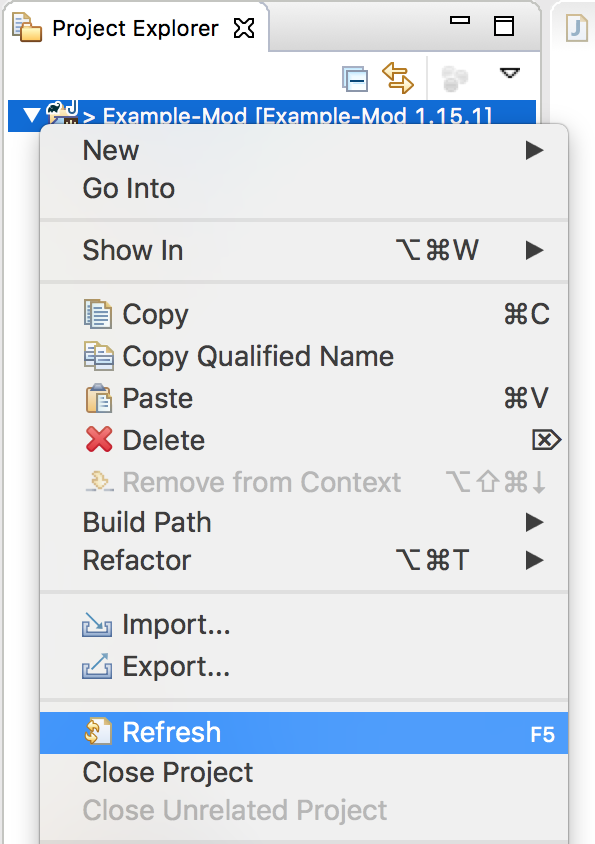 Project Explorer
> Example-Mod [Example-Mod 1.15.1]
New
Go Into
Show In ⌥⌘W
Copy ⌘C
Copy Qualified Name
Paste ⌘V
Delete ⌦
Remove from Context ⌥⇧⌘↓
Build Path
Refactor ⌥⌘T
Import...
Export...
Refresh F5
Close Project
Close Unrelated Project